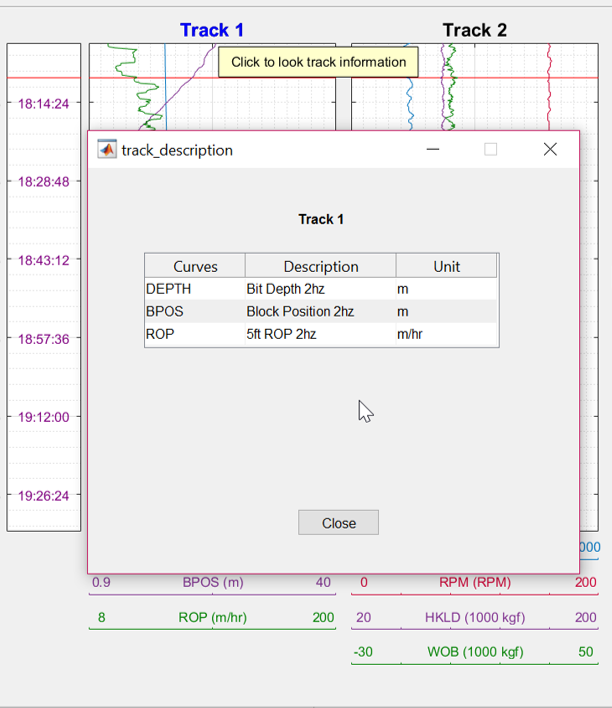 Track 1
Track 2
Click to look track information
18:14:24
track_description
18:28:48
Track 1
18:43:12
Curves Description Unit
DEPTH Bit Depth 2hz m
BPOS Block Position 2hz m
ROP 5ft ROP 2hz m/hr
18:57:36
19:12:00
19:26:24
Close
000
0.9 BPOS (m) 40
0 RPM (RPM) 200
8 ROP (m/hr) 200
20 HKLD (1000 kgf) 200
-30 WOB (1000 kgf) 50